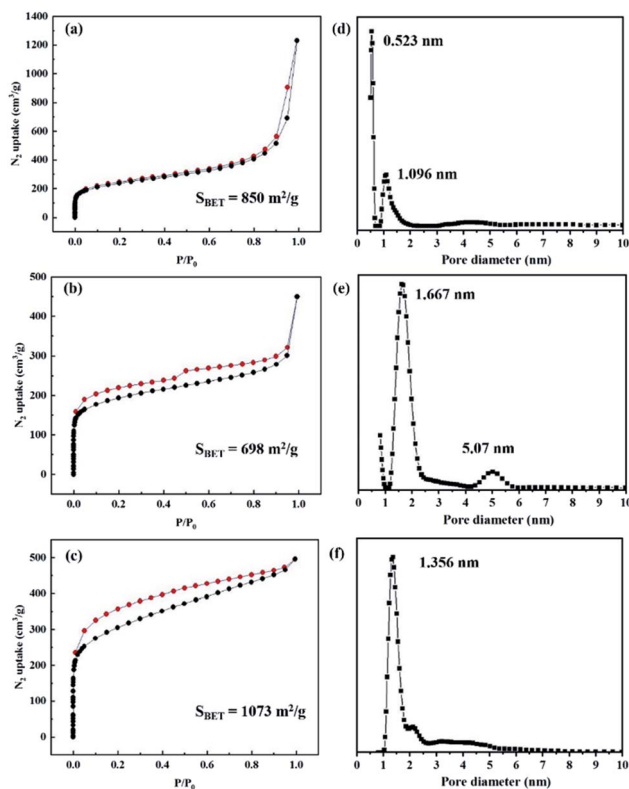 (a)
N₂ uptake (cm³/g)
1400
1200
1000
800
600
400
200
0
S_BET = 850 m²/g
0.0 0.2 0.4 0.6 0.8 1.0
P/P₀
(d)
0.523 nm
1.096 nm
0 1 2 3 4 5 6 7 8 9 10
Pore diameter (nm)
(b)
N₂ uptake (cm³/g)
500
400
300
200
100
0
S_BET = 698 m²/g
0.0 0.2 0.4 0.6 0.8 1.0
P/P₀
(e)
1.667 nm
5.07 nm
0 1 2 3 4 5 6 7 8 9 10
Pore diameter (nm)
(c)
N₂ uptake (cm³/g)
500
400
300
200
100
0
S_BET = 1073 m²/g
0.0 0.2 0.4 0.6 0.8 1.0
P/P₀
(f)
1.356 nm
0 1 2 3 4 5 6 7 8 9 10
Pore diameter (nm)